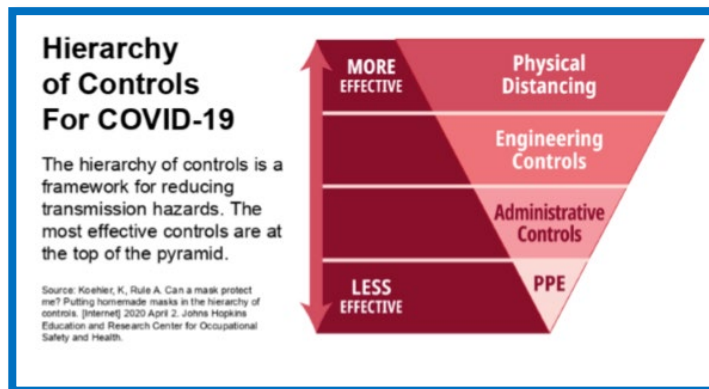 Hierarchy
of Controls
For COVID-19
The hierarchy of controls is a
framework for reducing
transmission hazards. The
most effective controls are at
the top of the pyramid.
Source: Koehler, K, Rule A. Can a mask protect
me? Putting homemade masks in the hierarchy of
controls. [Internet] 2020 April 2. Johns Hopkins
Education and Research Center for Occupational
Safety and Health.
MORE
EFFECTIVE
Physical
Distancing
Engineering
Controls
Administrative
Controls
LESS
EFFECTIVE
PPE